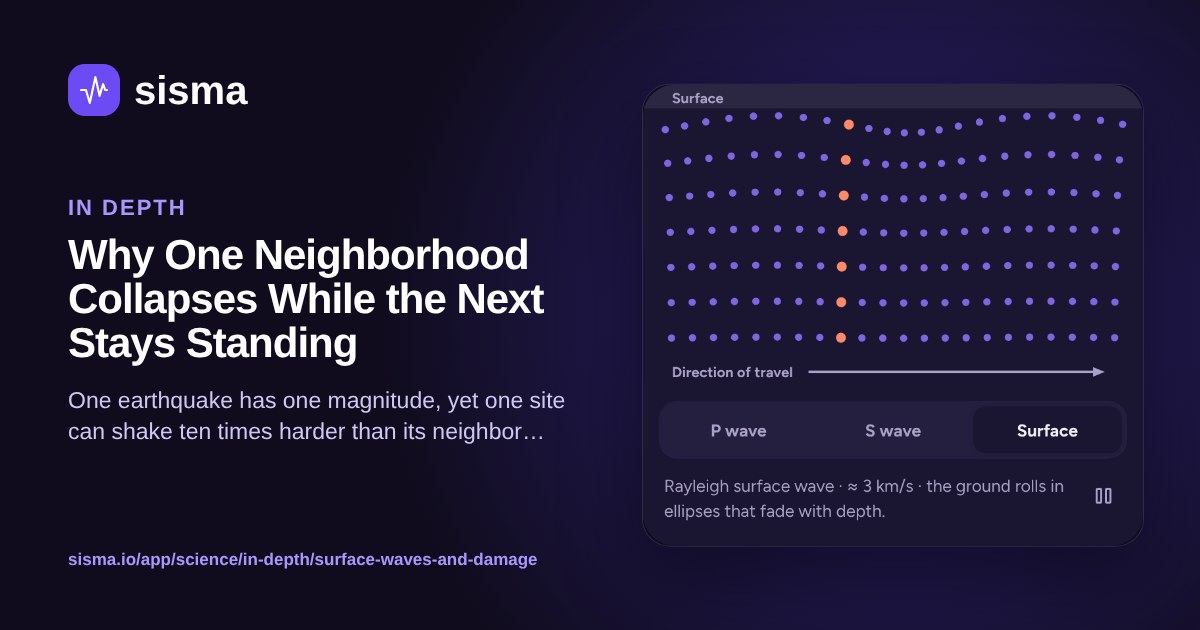 sisma
IN DEPTH
Why One Neighborhood
Collapses While the Next
Stays Standing
One earthquake has one magnitude, yet one site
can shake ten times harder than its neighbor…
sisma.io/app/science/in-depth/surface-waves-and-damage
Surface
Direction of travel
P wave
S wave
Surface
Rayleigh surface wave · ≈ 3 km/s · the ground rolls in
ellipses that fade with depth.